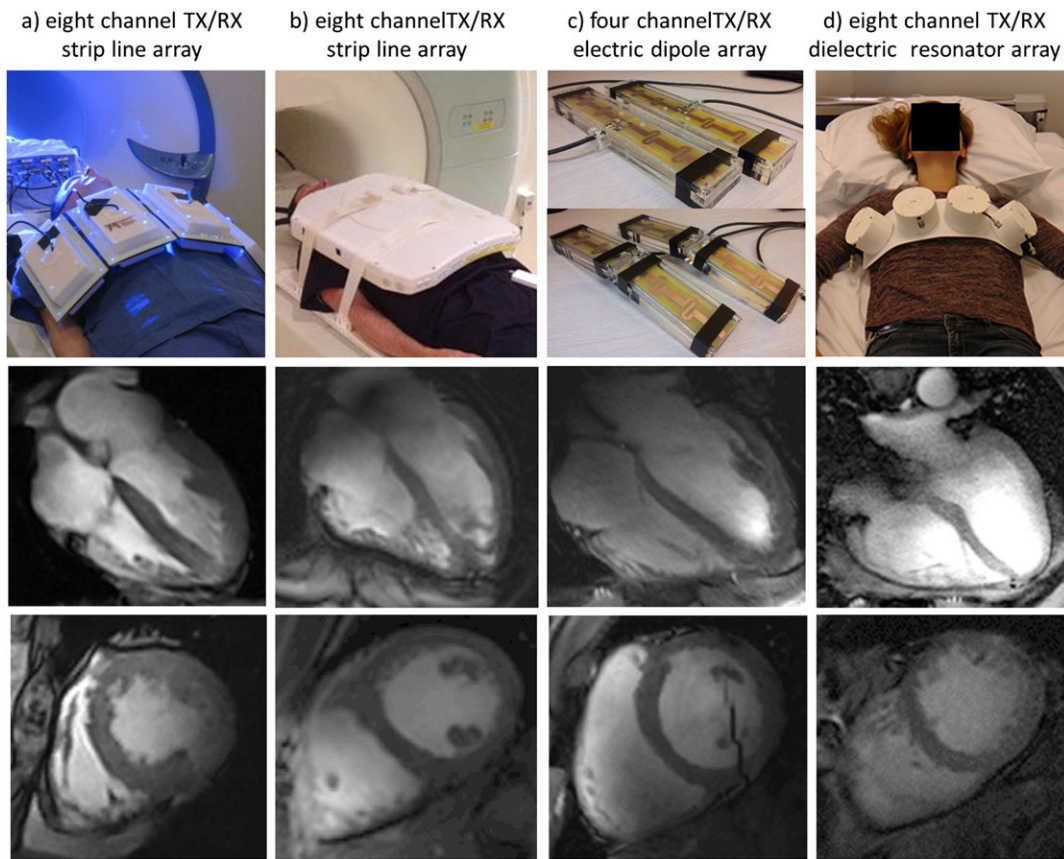 a) eight channel TX/RX
strip line array
b) eight channelTX/RX
strip line array
c) four channelTX/RX
electric dipole array
d) eight channel TX/RX
dielectric resonator array